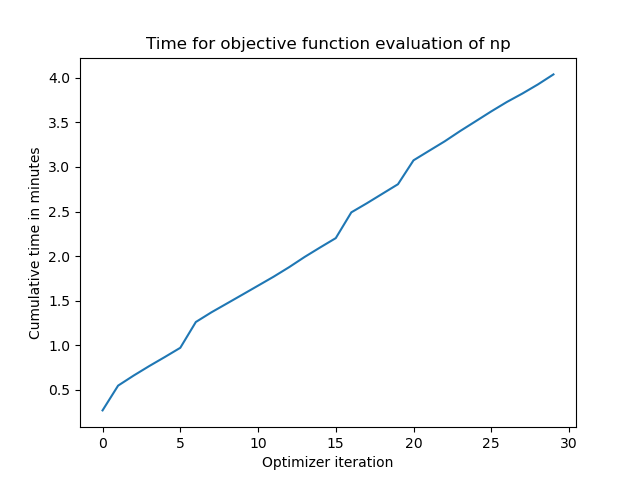 Time for objective function evaluation of np
Cumulative time in minutes
4.0
3.5
3.0
2.5
2.0
1.5
1.0
0.5
0 5 10 15 20 25 30
Optimizer iteration